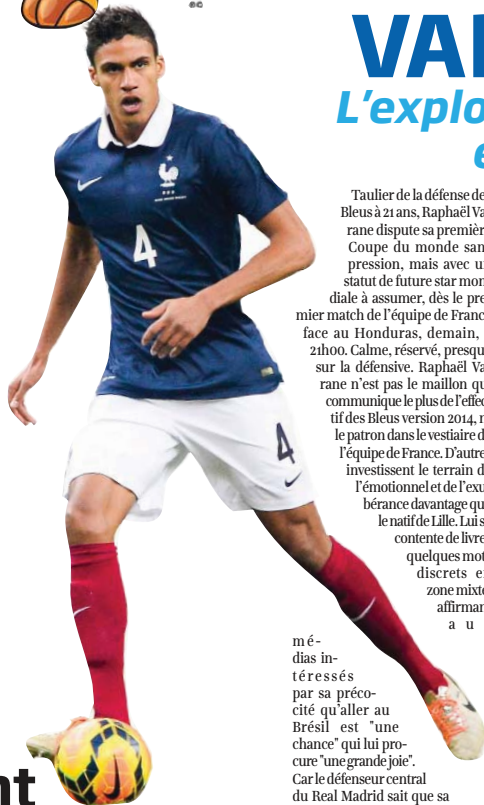 VA
L'explo
e
Taulier de la défense de
Bleus à 21 ans, Raphaël Va
rane dispute sa premièr
Coupe du monde san
pression, mais avec u
statut de future star mon
diale à assumer, dès le pre
mier match de l'équipe de Franc
face au Honduras, demain,
21h00. Calme, réservé, presqu
sur la défensive. Raphaël Va
rane n'est pas le maillon qu
communique le plus de l'effec
tif des Bleus version 2014, n
le patron dans le vestiaire d
l'équipe de France. D'autre
investissent le terrain d
l'émotionnel et de l'exu
bérance davantage qu
le natif de Lille. Lui s
contente de livre
quelques mot
discrets e
zone mixte
affirman
a u
mé-
dias in-
téressés
par sa préco-
cité qu'aller au
Brésil est "une
chance" qui lui pro-
cure "une grande joie".
Car le défenseur central
du Real Madrid sait que sa
4
4
nt